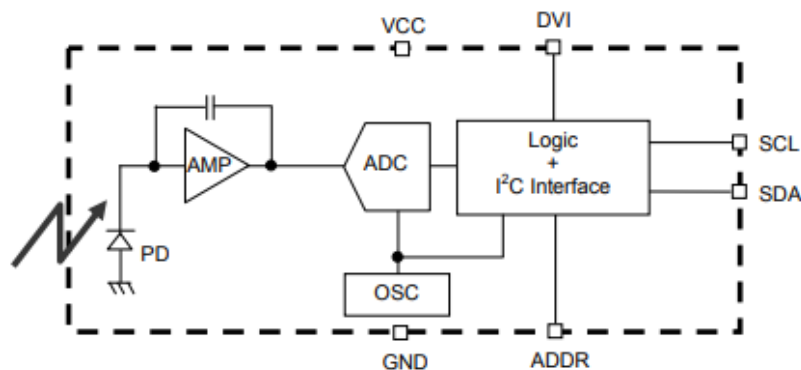 VCC
DVI
AMP
ADC
Logic
+
I²C Interface
SCL
SDA
PD
OSC
GND
ADDR